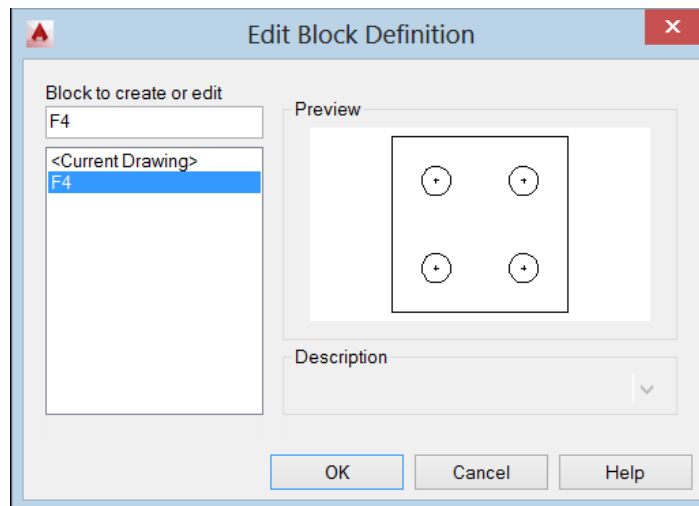 Edit Block Definition
Block to create or edit
F4
<Current Drawing>
F4
Preview
Description
OK
Cancel
Help